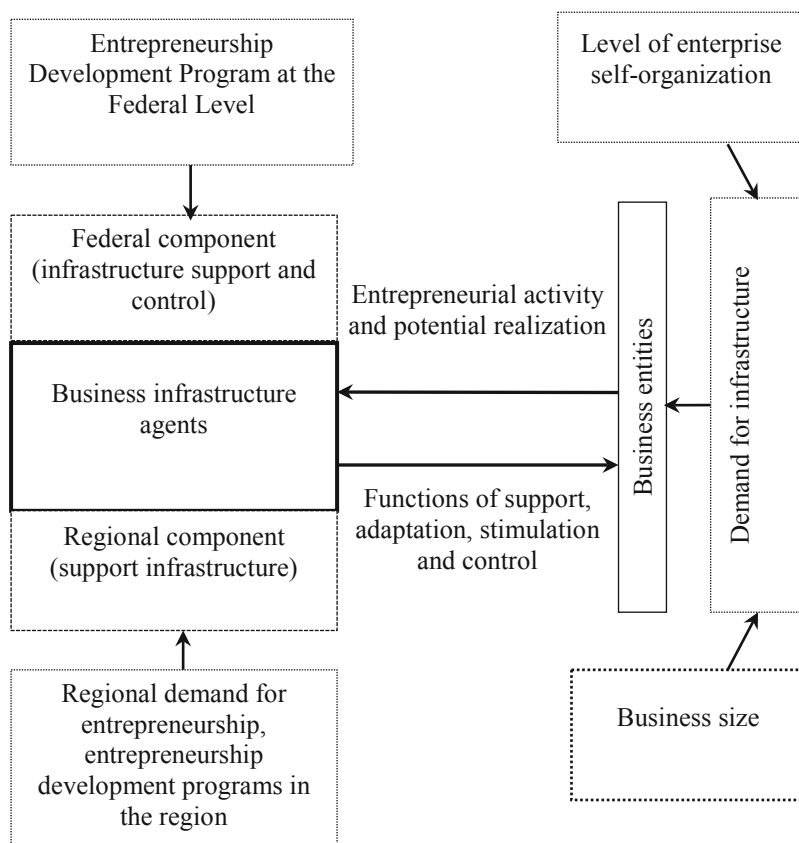 Entrepreneurship
Development Program at the
Federal Level
Level of enterprise
self-organization
Federal component
(infrastructure support and
control)
Entrepreneurial activity
and potential realization
Business infrastructure
agents
Functions of support,
adaptation, stimulation
and control
Business entities
Demand for infrastructure
Regional component
(support infrastructure)
Regional demand for
entrepreneurship,
entrepreneurship
development programs in
the region
Business size